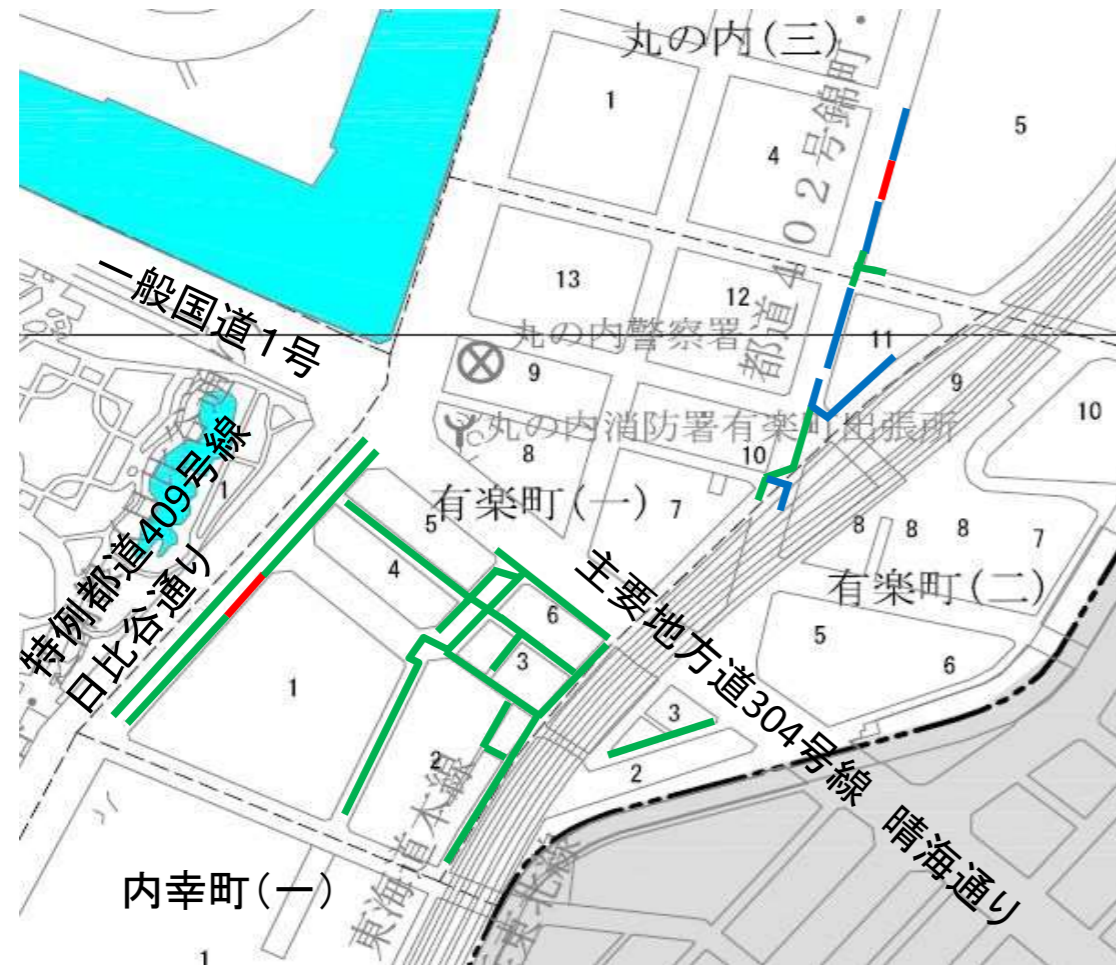 丸の内(三)
1
5
4
都道402号錦町
13
12
一般国道1号
丸の内警察署
11
9
9
10
丸の内消防署有楽町出張所
8
10
1
有楽町(一)
7
5
8
8
8
7
特例都道409号線
日比谷通り
4
主要地方道304号線 晴海通り
有楽町(二)
6
5
3
6
1
3
2
2
東海道本線
東北線
内幸町(一)
1